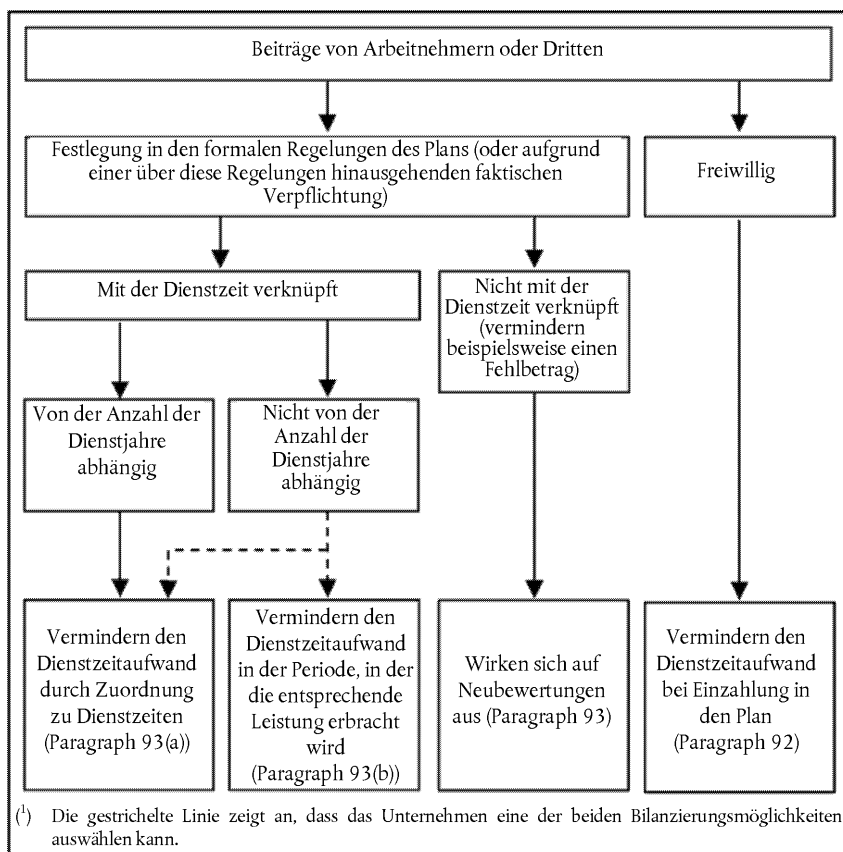 Beiträge von Arbeitnehmern oder Dritten
Festlegung in den formalen Regelungen des Plans (oder aufgrund
einer über diese Regelungen hinausgehenden faktischen
Verpflichtung)
Freiwillig
Mit der Dienstzeit verknüpft
Nicht mit der
Dienstzeit verknüpft
(vermindern
beispielsweise einen
Fehlbetrag)
Von der Anzahl der
Dienstjahre
abhängig
Nicht von der
Anzahl der
Dienstjahre
abhängig
Vermindern den
Dienstzeitaufwand
durch Zuordnung
zu Dienstzeiten
(Paragraph 93(a))
Vermindern den
Dienstzeitaufwand
in der Periode, in der
die entsprechende
Leistung erbracht
wird
(Paragraph 93(b))
Wirken sich auf
Neubewertungen
aus (Paragraph 93)
Vermindern den
Dienstzeitaufwand
bei Einzahlung in
den Plan
(Paragraph 92)
(¹) Die gestrichelte Linie zeigt an, dass das Unternehmen eine der beiden Bilanzierungsmöglichkeiten
auswählen kann.